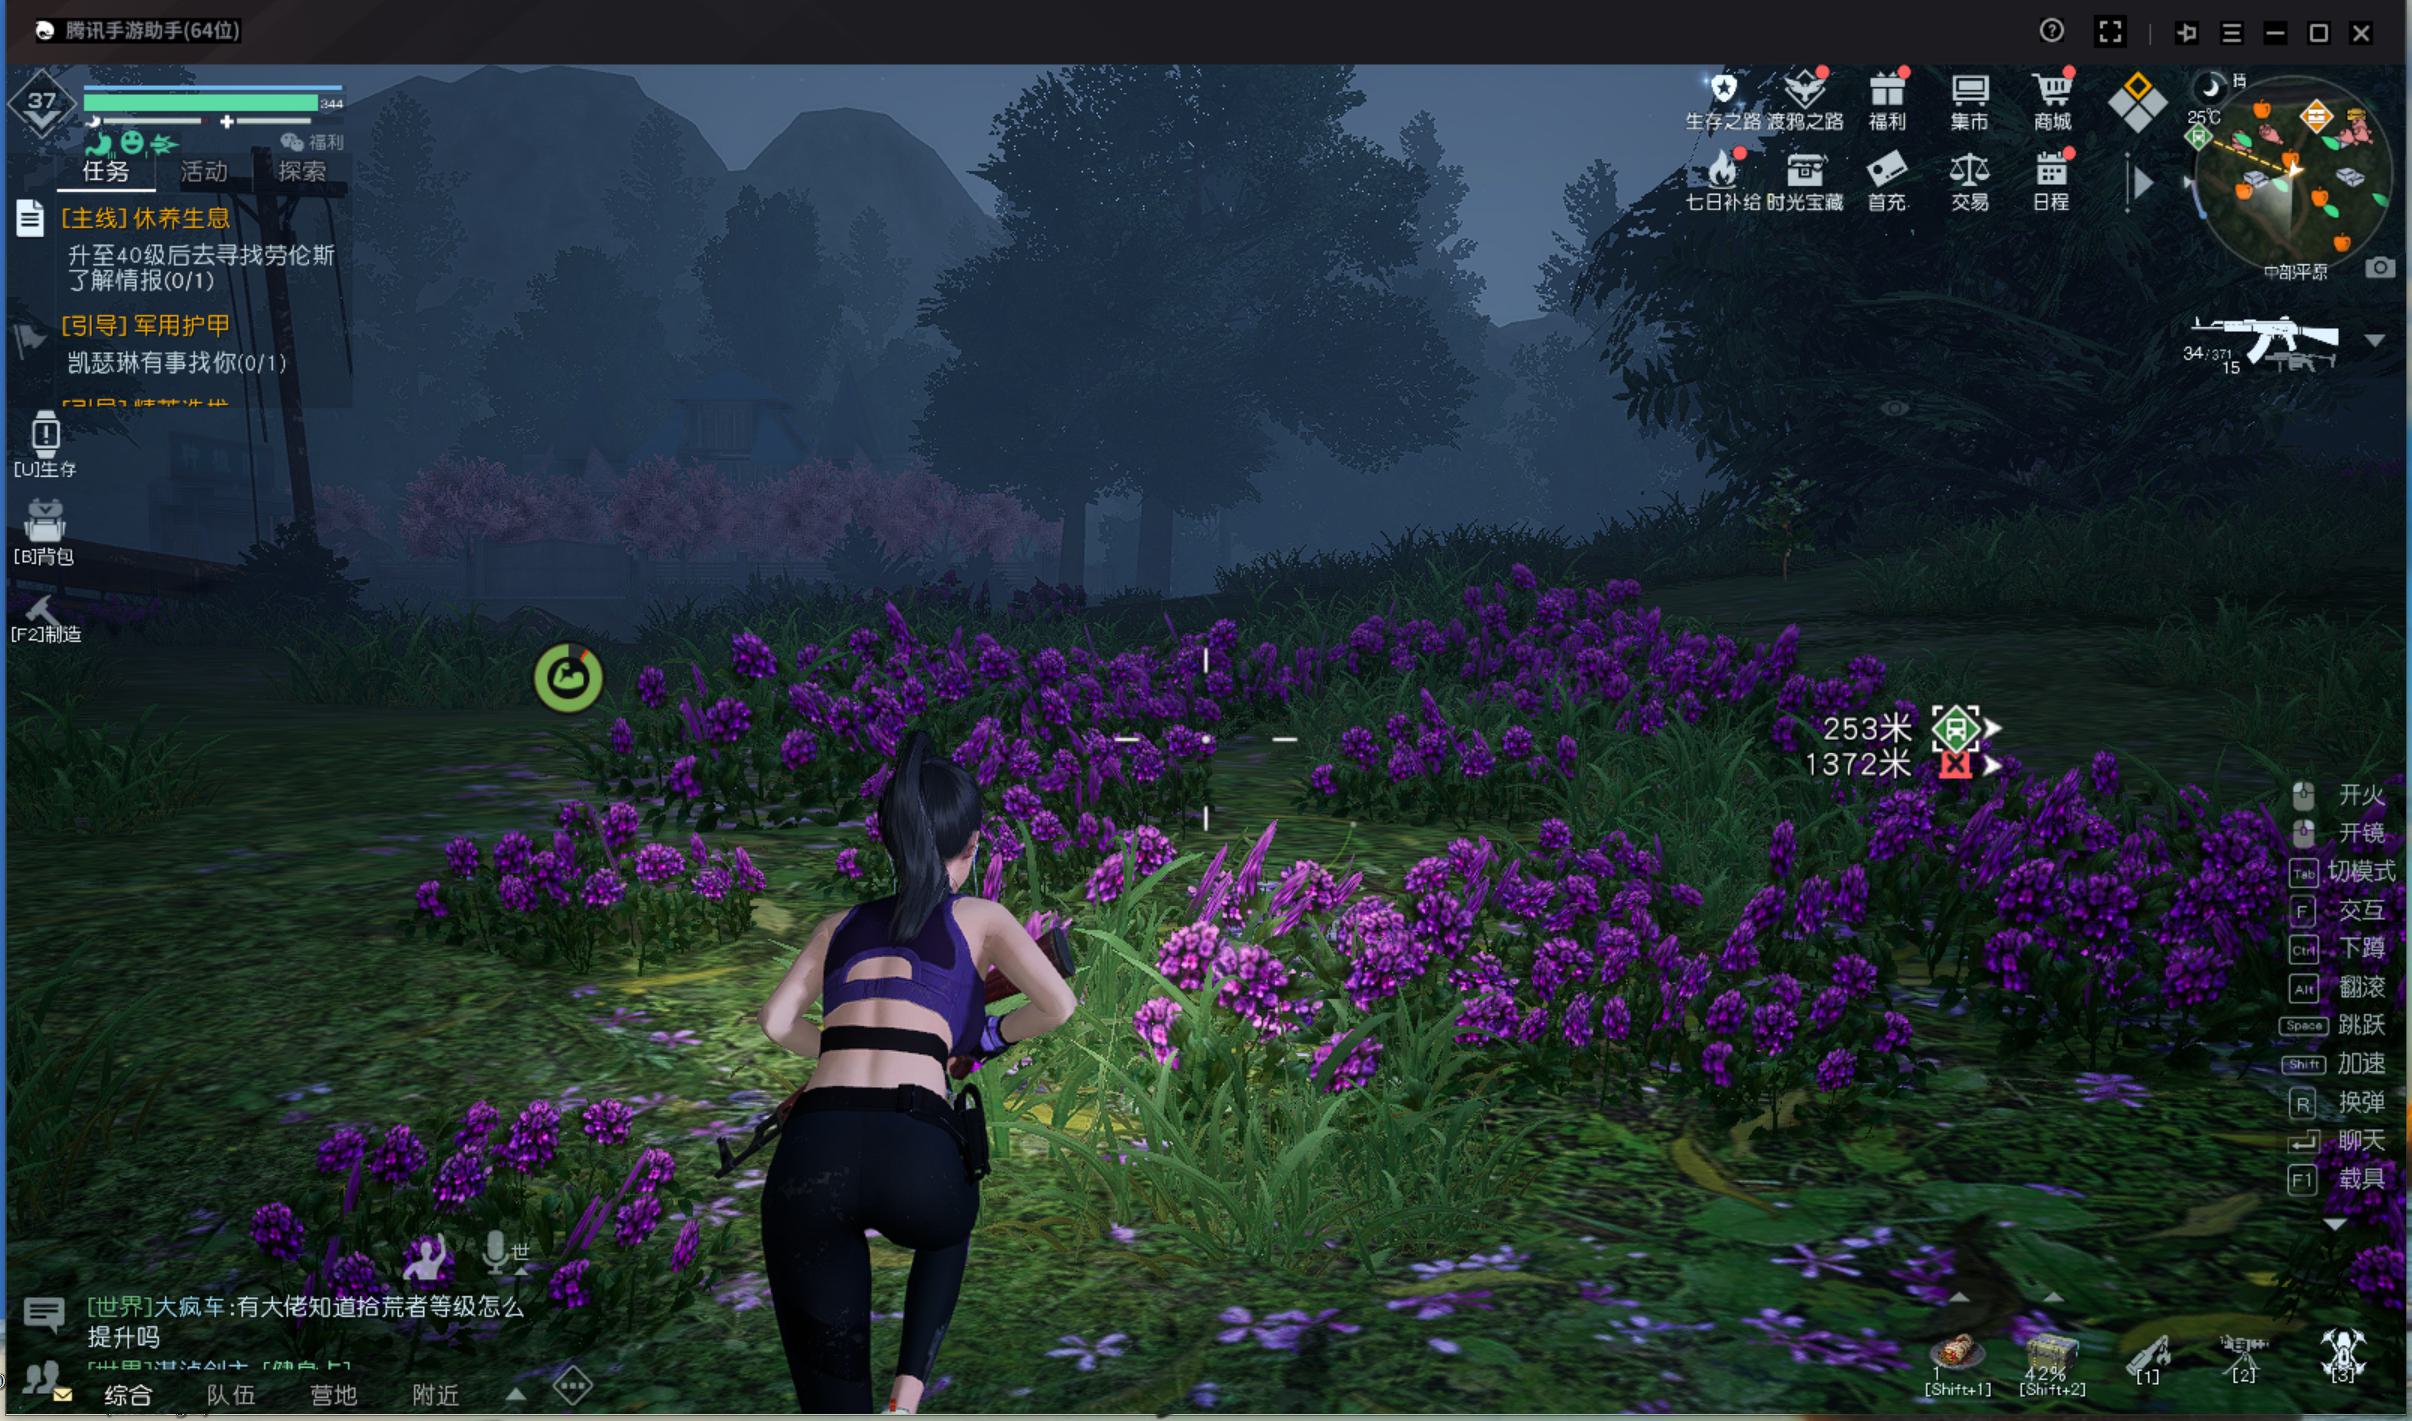 腾讯手游助手(64位)
37
344
福利
任务 活动 探索
[主线]休养生息
升至40级后去寻找劳伦斯
了解情报(0/1)
[引导]军用护甲
凯瑟琳有事找你(0/1)
[U]生存
[B]背包
[F2]制造
生存之路 渡鸦之路 福利 集市 商城
七日补给 时光宝藏 首充 交易 日程
晴
25℃
中部平原
34/371
15
253米
1372米
开火
开镜
Tab 切模式
F 交互
Ctrl 下蹲
Alt 翻滚
Space 跳跃
Shift 加速
R 换弹
聊天
F1 载具
世
[世界]大疯车:有大佬知道拾荒者等级怎么
提升吗
综合 队伍 营地 附近
1 42%
[Shift+1] [Shift+2] [1] [2] [3]